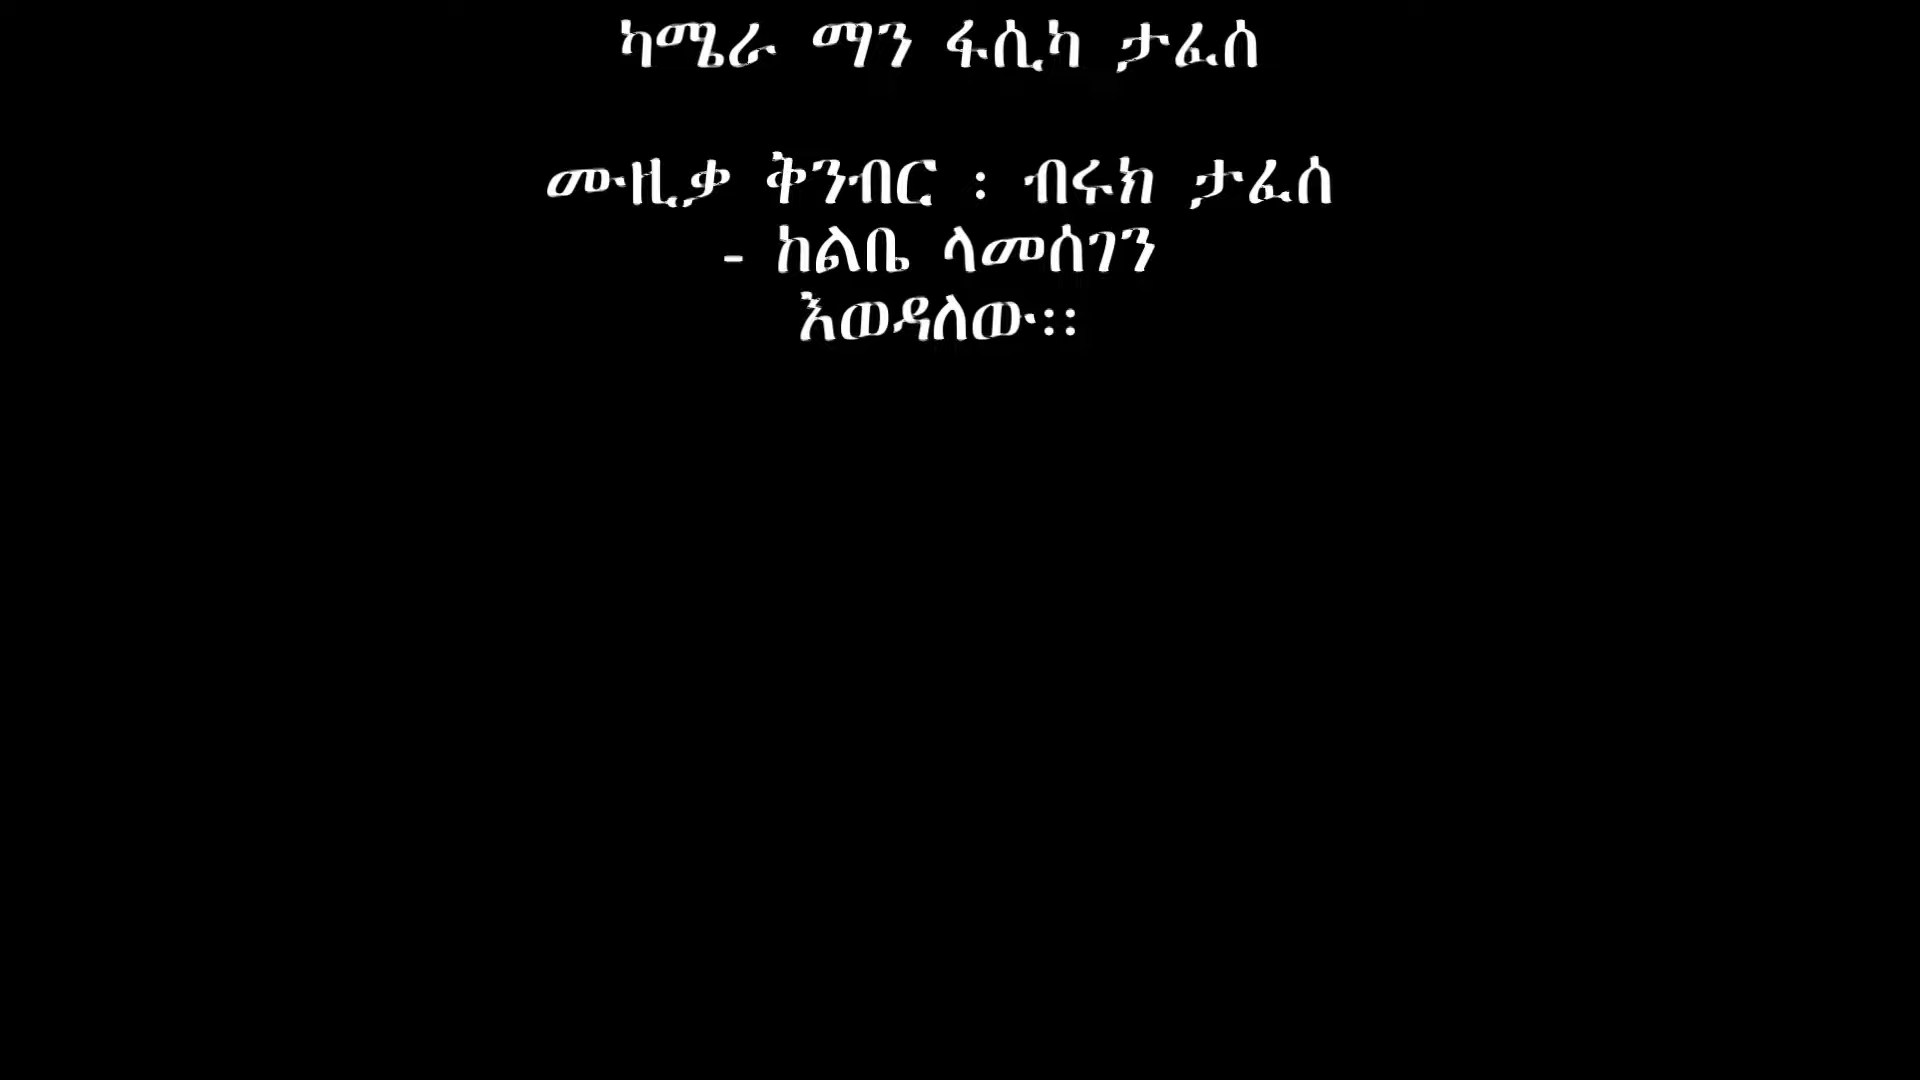 ካሜራ ማን ፋሲካ ታፈሰ
ሙዚቃ ቅንብር ፡ ብሩክ ታፈሰ
- ከልቤ ላመሰገን
እወዳለው፡፡